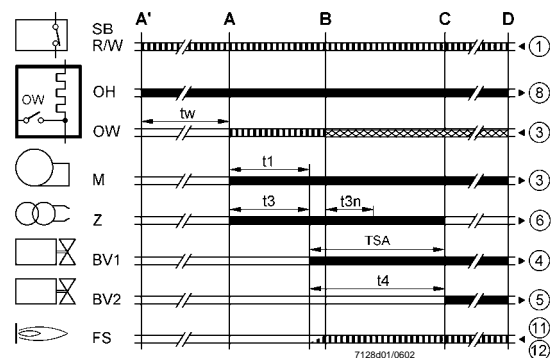 A' A B C D
SB
R/W 1
OH 8
OW
tw
OW 3
t1
M 3
t3 t3n
Z 6
TSA
BV1 4
t4
BV2 5
FS 11
12
7128d01/0602